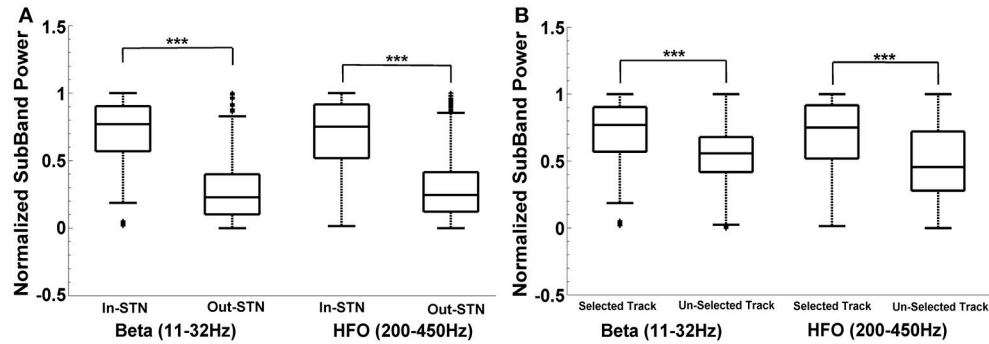 A
Normalized SubBand Power
1.5
1
0.5
0
-0.5
***
***
In-STN Out-STN In-STN Out-STN
Beta (11-32Hz) HFO (200-450Hz)
B
Normalized SubBand Power
1.5
1
0.5
0
-0.5
***
***
Selected Track Un-Selected Track Selected Track Un-Selected Track
Beta (11-32Hz) HFO (200-450Hz)